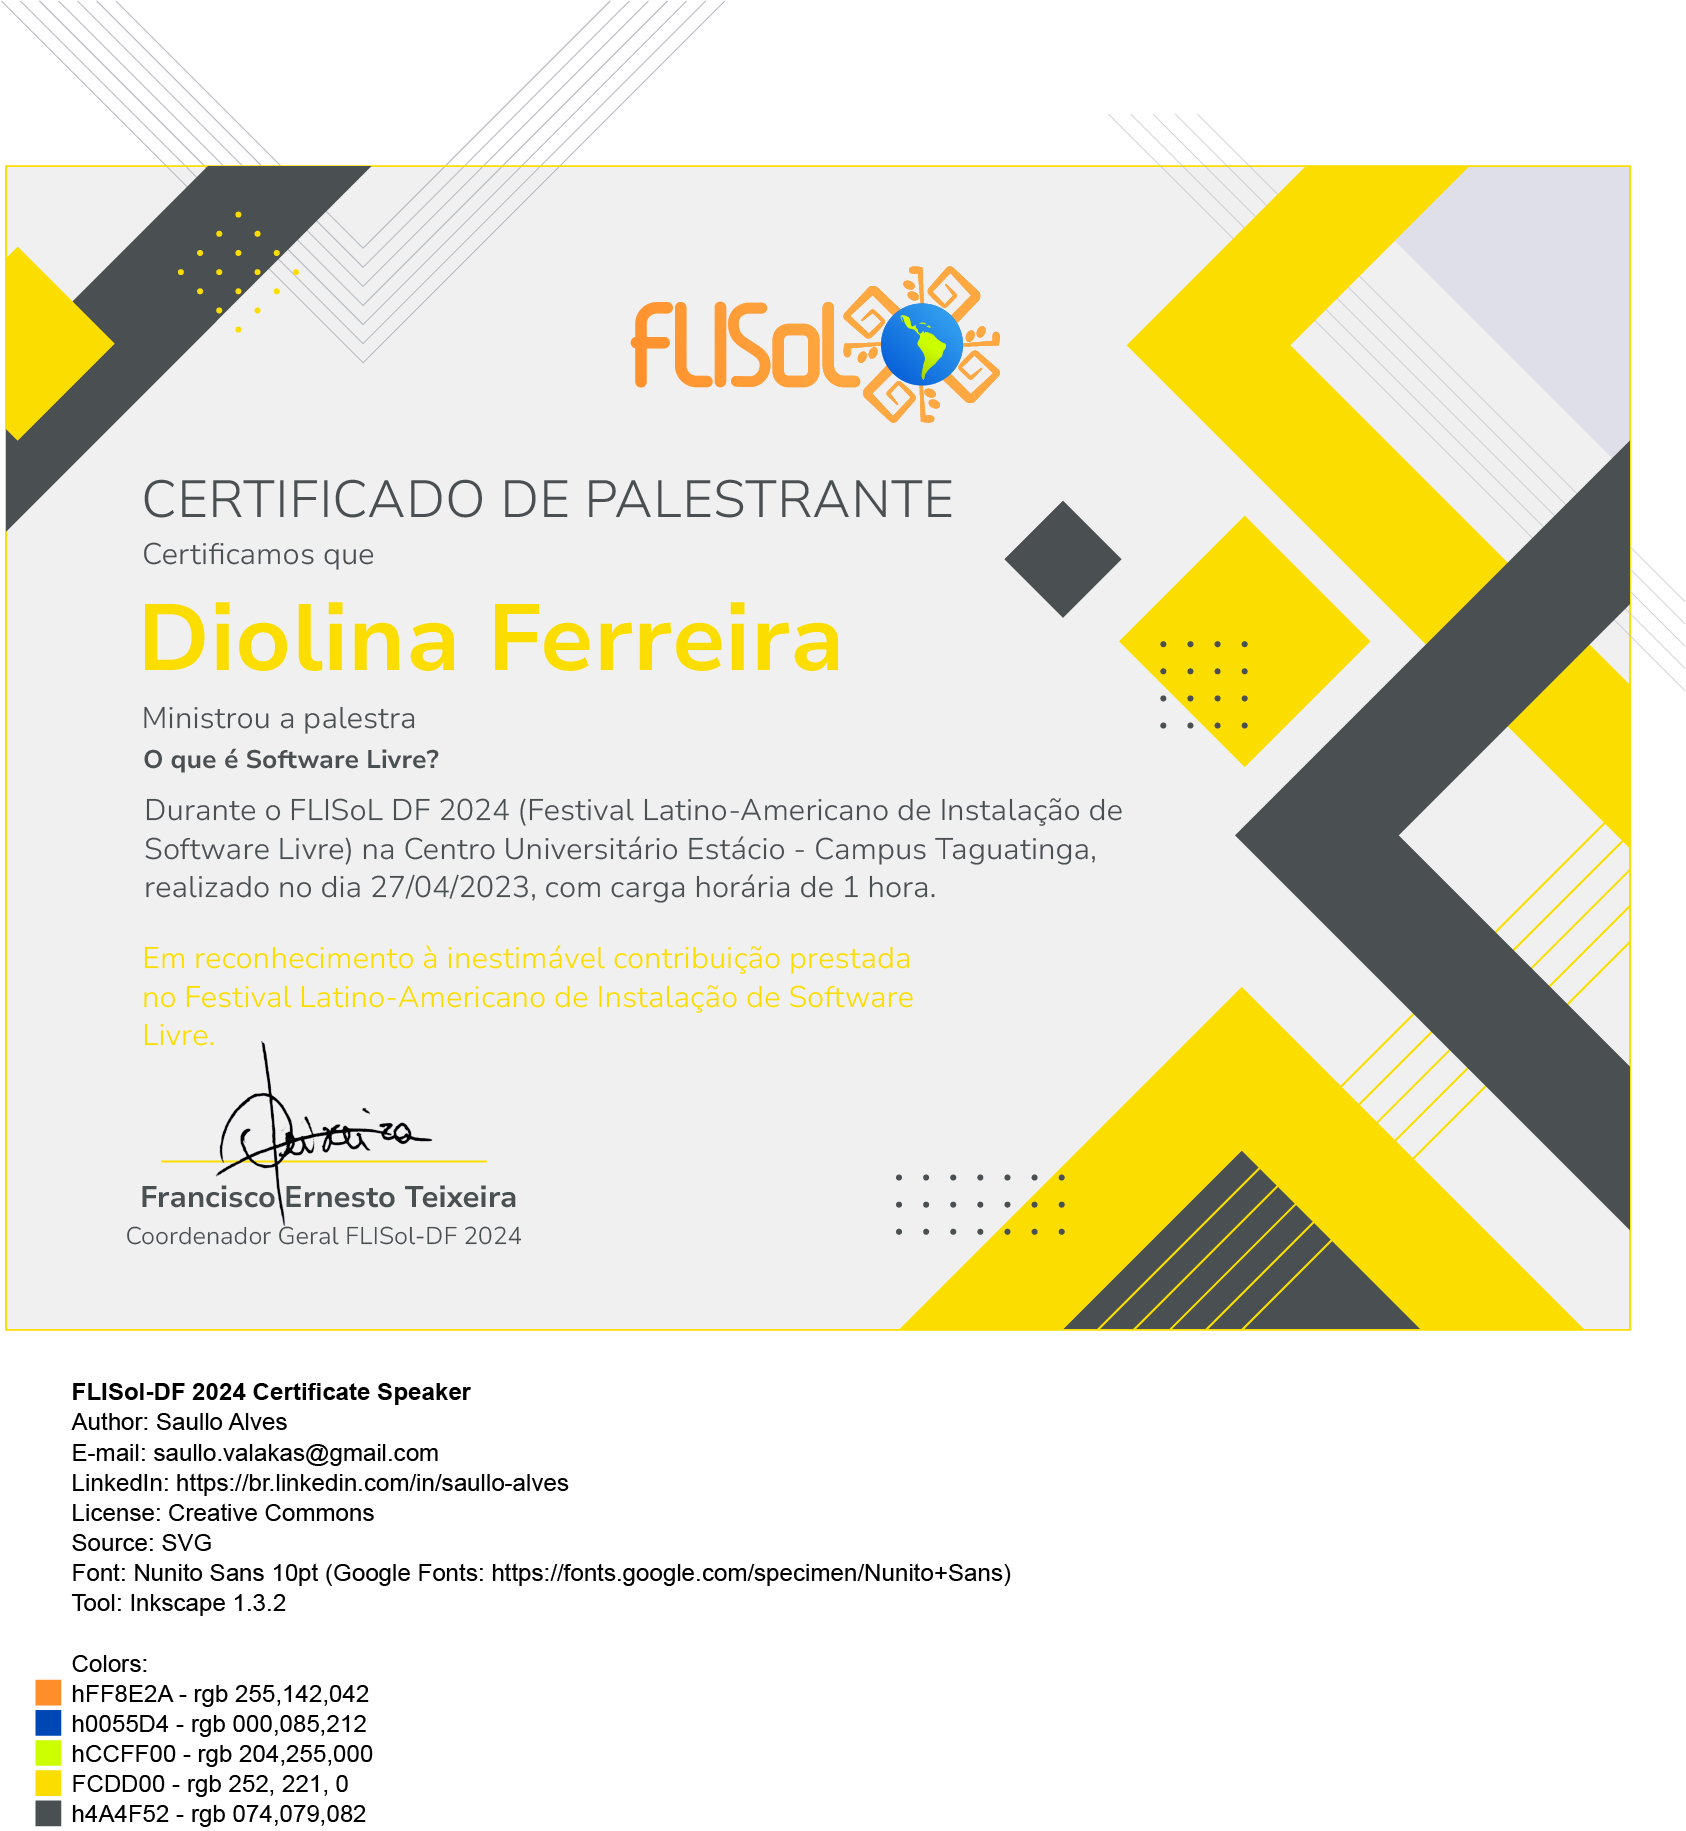 FLISoL
CERTIFICADO DE PALESTRANTE
Certificamos que
Diolina Ferreira
Ministrou a palestra
O que é Software Livre?
Durante o FLISoL DF 2024 (Festival Latino-Americano de Instalação de
Software Livre) na Centro Universitário Estácio - Campus Taguatinga,
realizado no dia 27/04/2023, com carga horária de 1 hora.
Em reconhecimento à inestimável contribuição prestada
no Festival Latino-Americano de Instalação de Software
Livre.
Teixeira
Francisco Ernesto Teixeira
Coordenador Geral FLISol-DF 2024
FLISol-DF 2024 Certificate Speaker
Author: Saullo Alves
E-mail: saullo.valakas@gmail.com
LinkedIn: https://br.linkedin.com/in/saullo-alves
License: Creative Commons
Source: SVG
Font: Nunito Sans 10pt (Google Fonts: https://fonts.google.com/specimen/Nunito+Sans)
Tool: Inkscape 1.3.2
Colors:
hFF8E2A - rgb 255,142,042
h0055D4 - rgb 000,085,212
hCCFF00 - rgb 204,255,000
FCDD00 - rgb 252, 221, 0
h4A4F52 - rgb 074,079,082